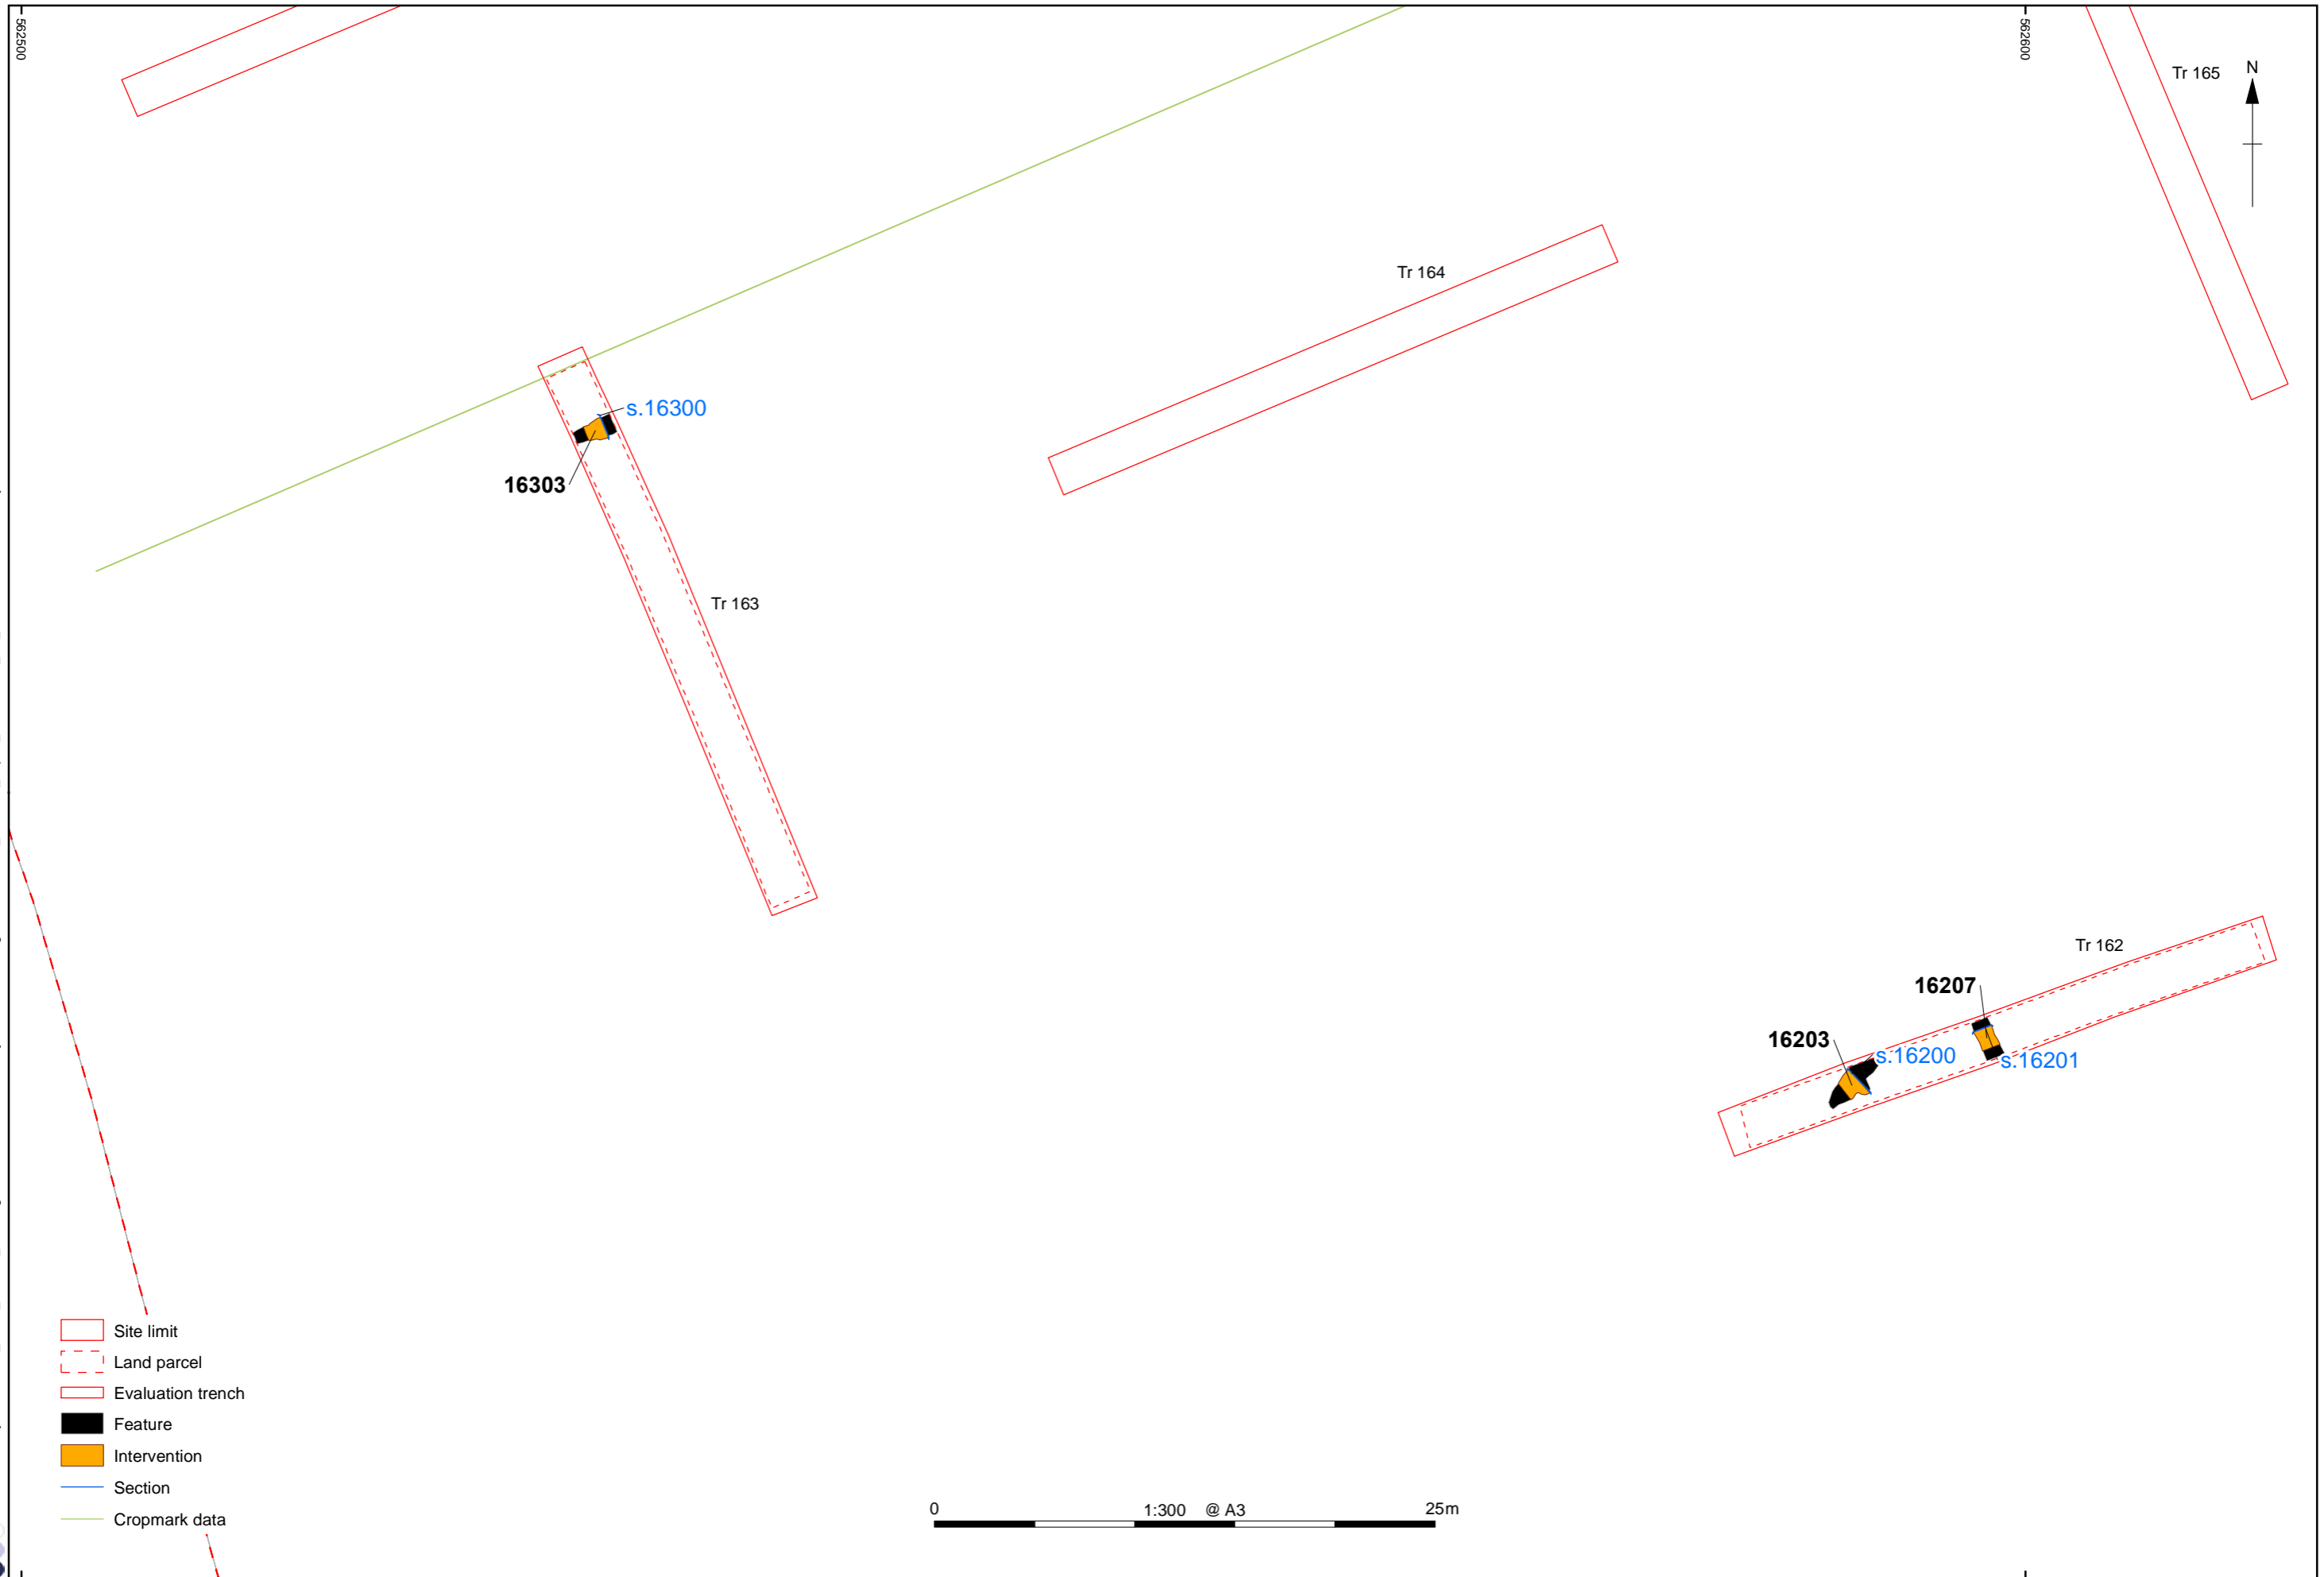 562500
562600
Tr 165
N
Tr 164
s.16300
16303
Tr 163
Tr 162
16207
16203
s.16200
s.16201
Site limit
Land parcel
Evaluation trench
Feature
Intervention
Section
Cropmark data
0 1:300 @ A3 25m